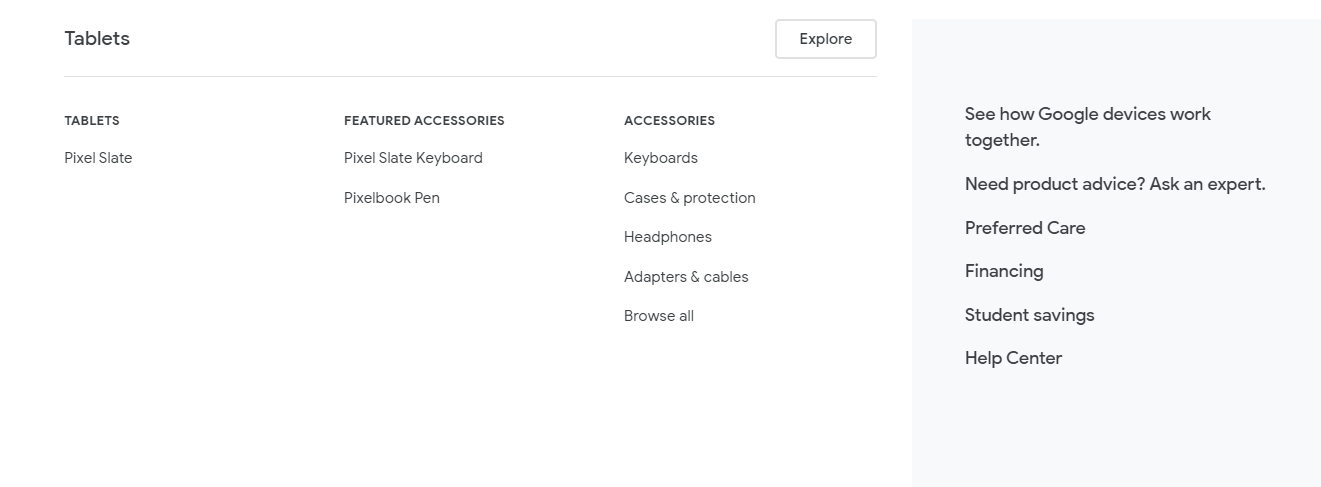 Tablets
Explore
TABLETS
Pixel Slate
FEATURED ACCESSORIES
Pixel Slate Keyboard
Pixelbook Pen
ACCESSORIES
Keyboards
Cases & protection
Headphones
Adapters & cables
Browse all
See how Google devices work
together.
Need product advice? Ask an expert.
Preferred Care
Financing
Student savings
Help Center